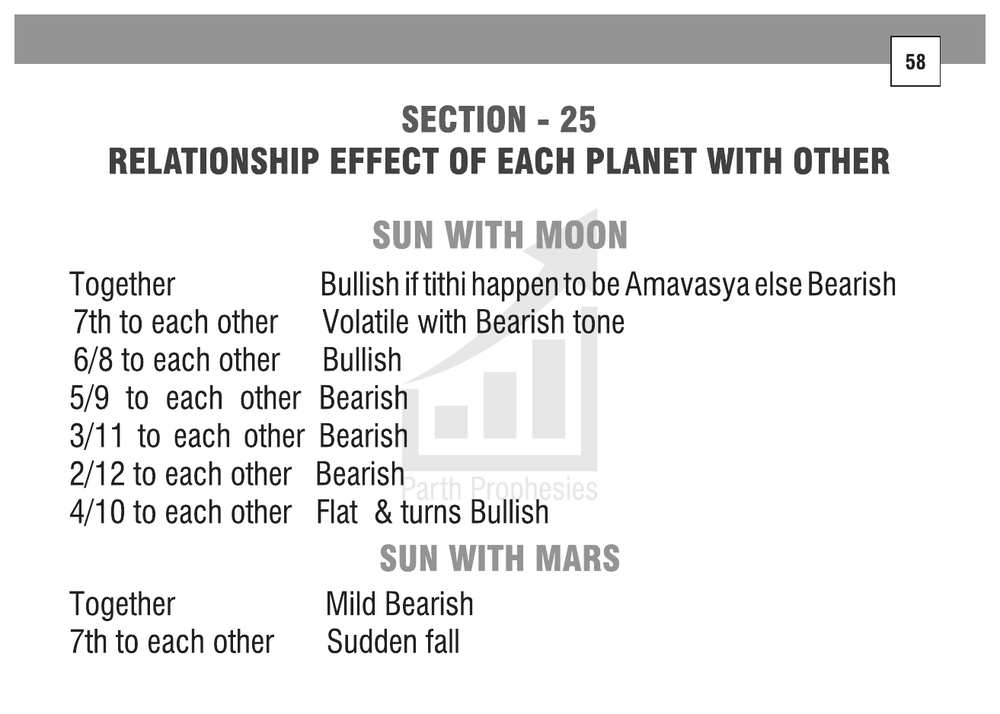 58
SECTION - 25
RELATIONSHIP EFFECT OF EACH PLANET WITH OTHER
SUN WITH MOON
Together Bullish if tithi happen to be Amavasya else Bearish
7th to each other Volatile with Bearish tone
6/8 to each other Bullish
5/9 to each other Bearish
3/11 to each other Bearish
2/12 to each other Bearish
Parth Prophesies
4/10 to each other Flat & turns Bullish
SUN WITH MARS
Together Mild Bearish
7th to each other Sudden fall